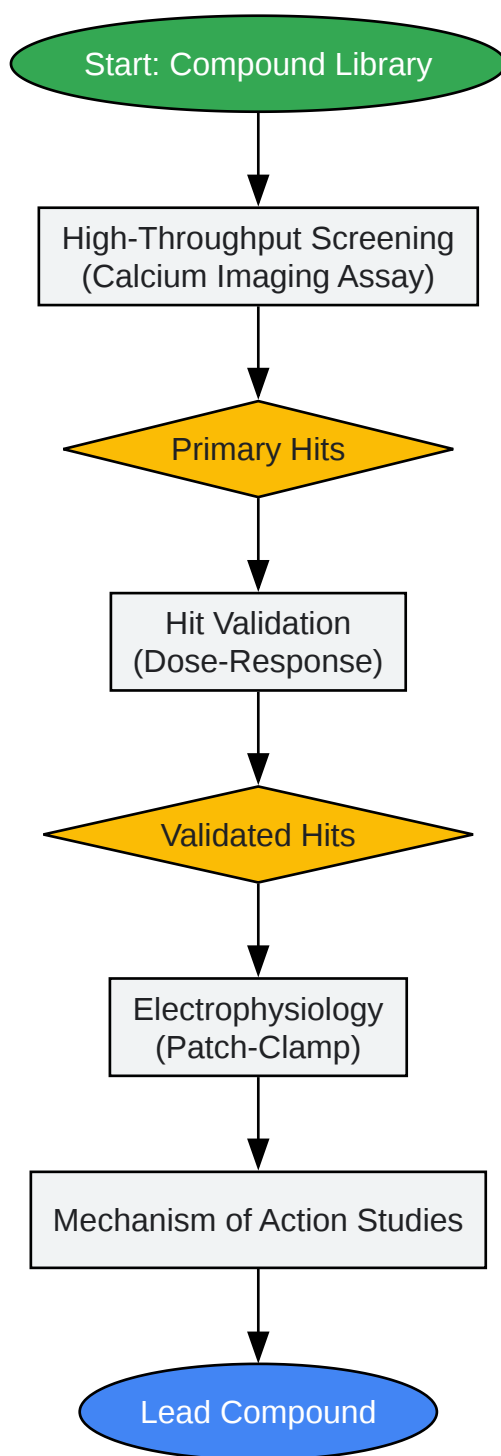 Start: Compound Library
High-Throughput Screening
(Calcium Imaging Assay)
Primary Hits
Hit Validation
(Dose-Response)
Validated Hits
Electrophysiology
(Patch-Clamp)
Mechanism of Action Studies
Lead Compound